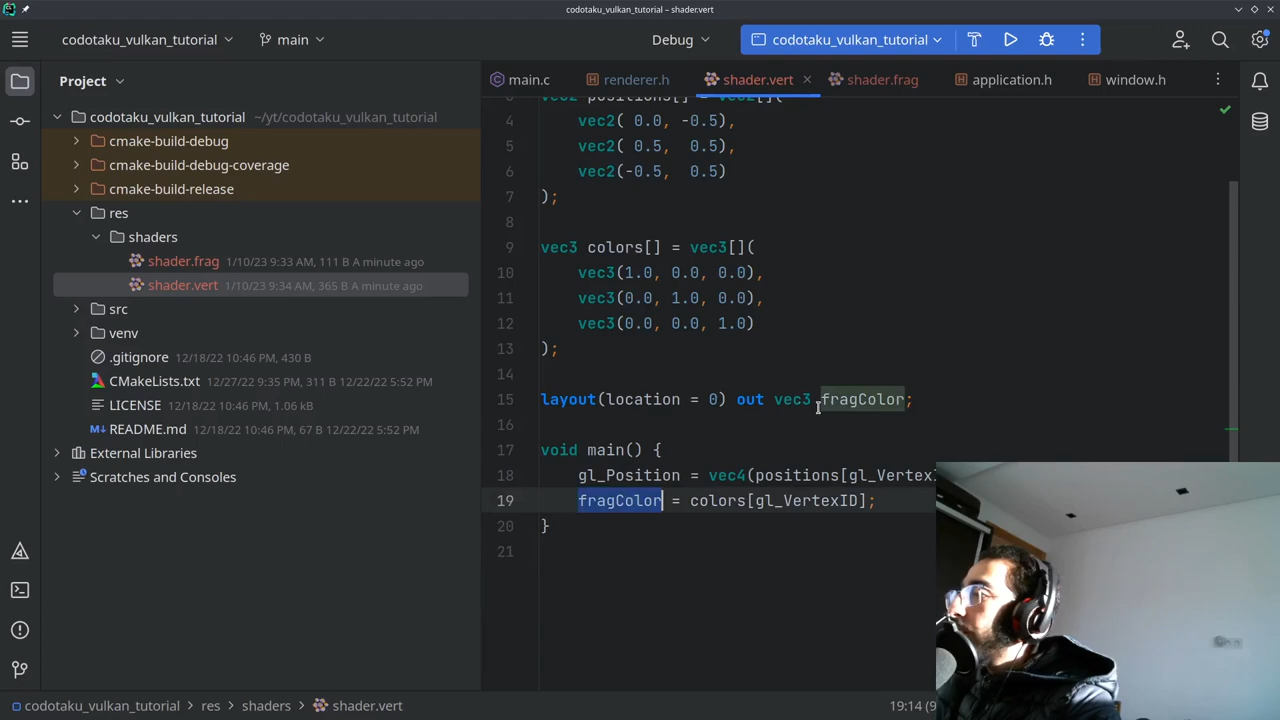 codotaku_vulkan_tutorial – shader.vert
codotaku_vulkan_tutorial
main
Debug
codotaku_vulkan_tutorial
Project
main.c
renderer.h
shader.vert
shader.frag
application.h
window.h
codotaku_vulkan_tutorial ~/yt/codotaku_vulkan_tutorial
cmake-build-debug
cmake-build-debug-coverage
cmake-build-release
res
shaders
shader.frag 1/10/23 9:33 AM, 111 B A minute ago
shader.vert 1/10/23 9:34 AM, 365 B A minute ago
src
venv
.gitignore 12/18/22 10:46 PM, 430 B
CMakeLists.txt 12/27/22 9:35 PM, 311 B 12/22/22 5:52 PM
LICENSE 12/18/22 10:46 PM, 1.06 kB
README.md 12/18/22 10:46 PM, 67 B 12/22/22 5:52 PM
External Libraries
Scratches and Consoles
vec2 positions[] = vec2[](
4 vec2( 0.0, -0.5),
5 vec2( 0.5, 0.5),
6 vec2(-0.5, 0.5)
7 );
8
9 vec3 colors[] = vec3[](
10 vec3(1.0, 0.0, 0.0),
11 vec3(0.0, 1.0, 0.0),
12 vec3(0.0, 0.0, 1.0)
13 );
14
15 layout(location = 0) out vec3 fragColor;
16
17 void main() {
18 gl_Position = vec4(positions[gl_VertexI
19 fragColor = colors[gl_VertexID];
20 }
21
codotaku_vulkan_tutorial > res > shaders > shader.vert
19:14 (9